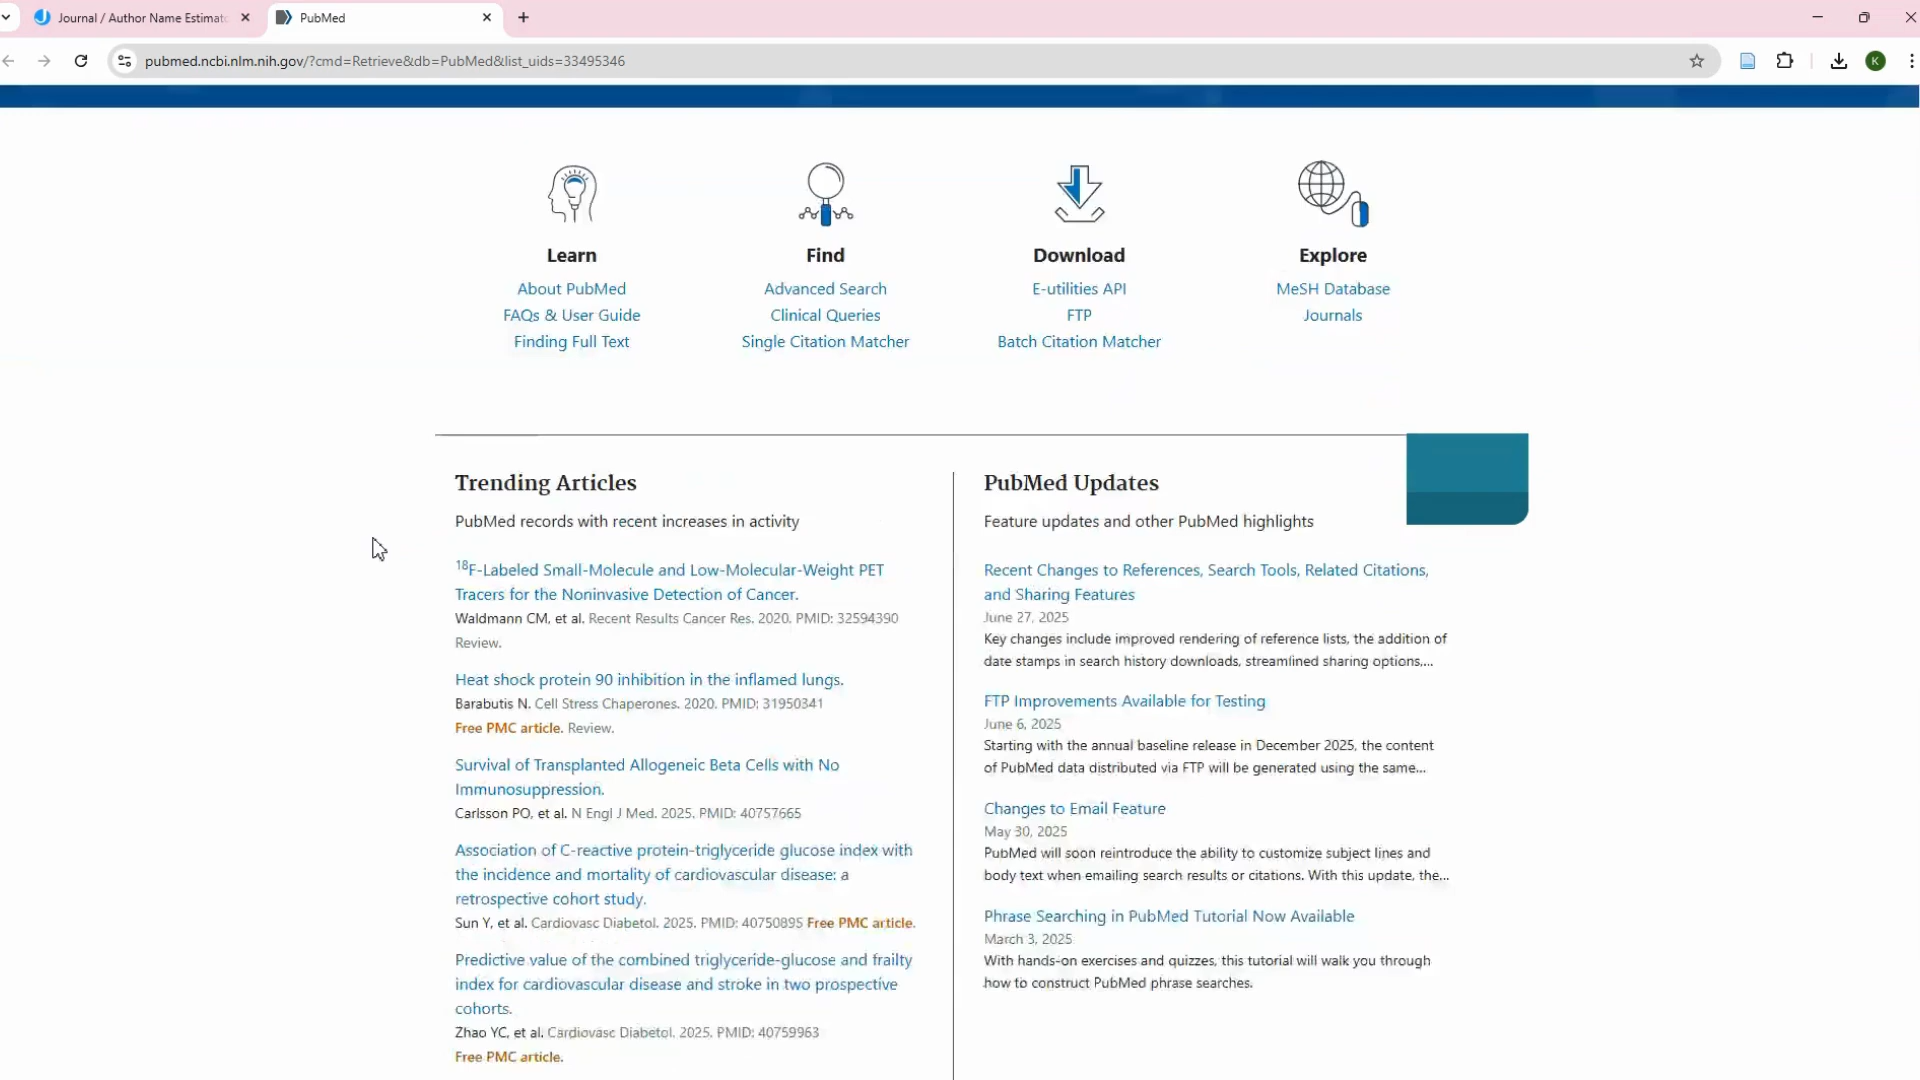 Journal / Author Name Estimato
PubMed
pubmed.ncbi.nlm.nih.gov/?cmd=Retrieve&db=PubMed&list_uids=33495346
K
Learn
About PubMed
FAQs & User Guide
Finding Full Text
Find
Advanced Search
Clinical Queries
Single Citation Matcher
Download
E-utilities API
FTP
Batch Citation Matcher
Explore
MeSH Database
Journals
Trending Articles
PubMed records with recent increases in activity
18F-Labeled Small-Molecule and Low-Molecular-Weight PET
Tracers for the Noninvasive Detection of Cancer.
Waldmann CM, et al. Recent Results Cancer Res. 2020. PMID: 32594390
Review.
Heat shock protein 90 inhibition in the inflamed lungs.
Barabutis N. Cell Stress Chaperones. 2020. PMID: 31950341
Free PMC article. Review.
Survival of Transplanted Allogeneic Beta Cells with No
Immunosuppression.
Carlsson PO, et al. N Engl J Med. 2025. PMID: 40757665
Association of C-reactive protein-triglyceride glucose index with
the incidence and mortality of cardiovascular disease: a
retrospective cohort study.
Sun Y, et al. Cardiovasc Diabetol. 2025. PMID: 40750895 Free PMC article.
Predictive value of the combined triglyceride-glucose and frailty
index for cardiovascular disease and stroke in two prospective
cohorts.
Zhao YC, et al. Cardiovasc Diabetol. 2025. PMID: 40759963
Free PMC article.
PubMed Updates
Feature updates and other PubMed highlights
Recent Changes to References, Search Tools, Related Citations,
and Sharing Features
June 27, 2025
Key changes include improved rendering of reference lists, the addition of
date stamps in search history downloads, streamlined sharing options,...
FTP Improvements Available for Testing
June 6, 2025
Starting with the annual baseline release in December 2025, the content
of PubMed data distributed via FTP will be generated using the same...
Changes to Email Feature
May 30, 2025
PubMed will soon reintroduce the ability to customize subject lines and
body text when emailing search results or citations. With this update, the...
Phrase Searching in PubMed Tutorial Now Available
March 3, 2025
With hands-on exercises and quizzes, this tutorial will walk you through
how to construct PubMed phrase searches.